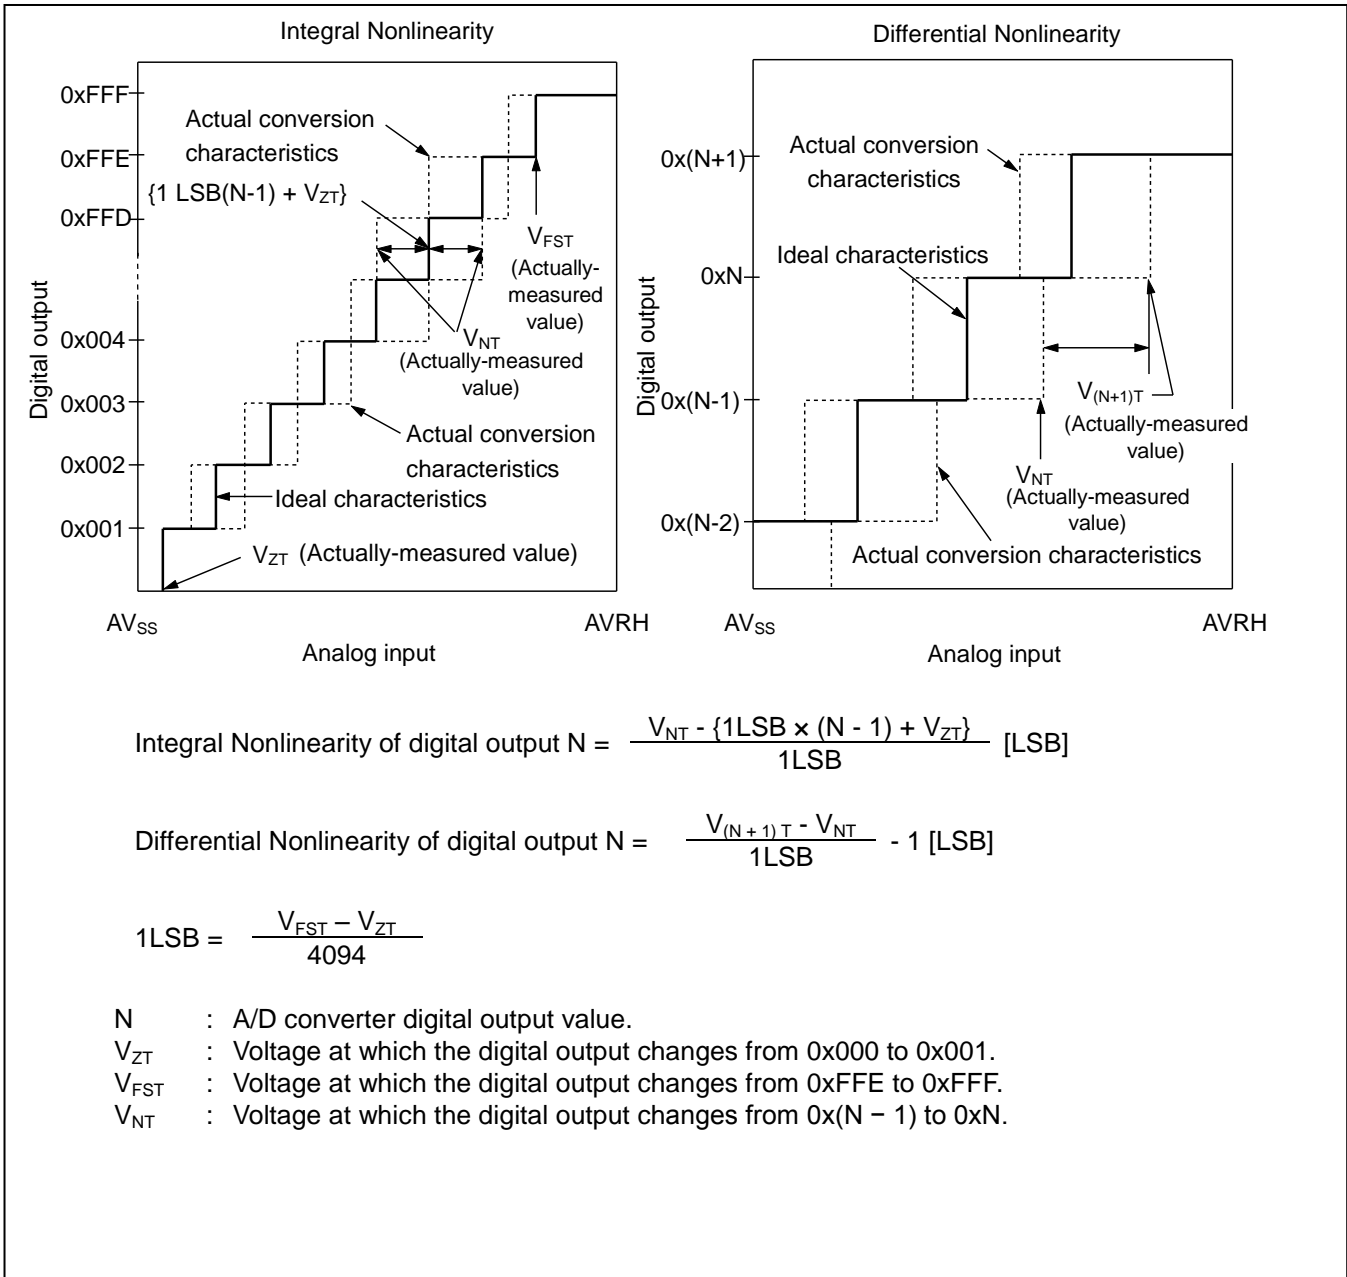 Integral Nonlinearity
0xFFF
0xFFE
0xFFD
0x004
0x003
0x002
0x001
Digital output
Actual conversion
characteristics
{1 LSB(N-1) + VZT}
VFST
(Actually-
measured
value)
VNT
(Actually-measured
value)
Actual conversion
characteristics
Ideal characteristics
VZT (Actually-measured value)
AVSS
AVRH
Analog input
Differential Nonlinearity
0x(N+1)
0xN
0x(N-1)
0x(N-2)
Digital output
Actual conversion
characteristics
Ideal characteristics
V(N+1)T
(Actually-measured
value)
VNT
(Actually-measured
value)
Actual conversion characteristics
AVSS
AVRH
Analog input
Integral Nonlinearity of digital output N = VNT - {1LSB × (N - 1) + VZT} / 1LSB [LSB]
Differential Nonlinearity of digital output N = V(N + 1) T - VNT / 1LSB - 1 [LSB]
1LSB = VFST – VZT / 4094
N : A/D converter digital output value.
VZT : Voltage at which the digital output changes from 0x000 to 0x001.
VFST : Voltage at which the digital output changes from 0xFFE to 0xFFF.
VNT : Voltage at which the digital output changes from 0x(N − 1) to 0xN.